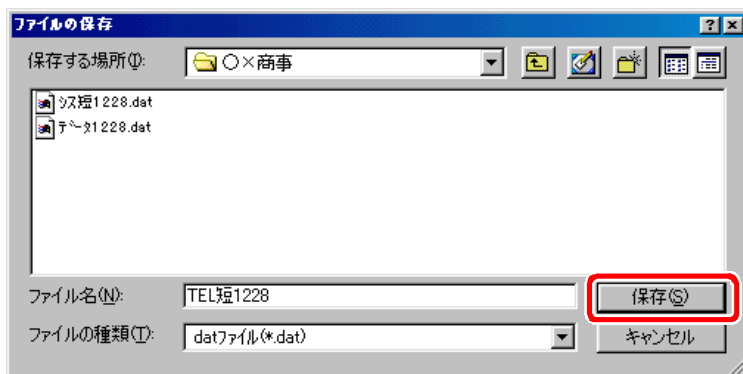 ファイルの保存
保存する場所(I):
〇×商事
ｼｽ短1228.dat
ﾃﾞｰﾀ1228.dat
ファイル名(N):
TEL短1228
保存(S)
ファイルの種類(T):
datファイル(*.dat)
キャンセル